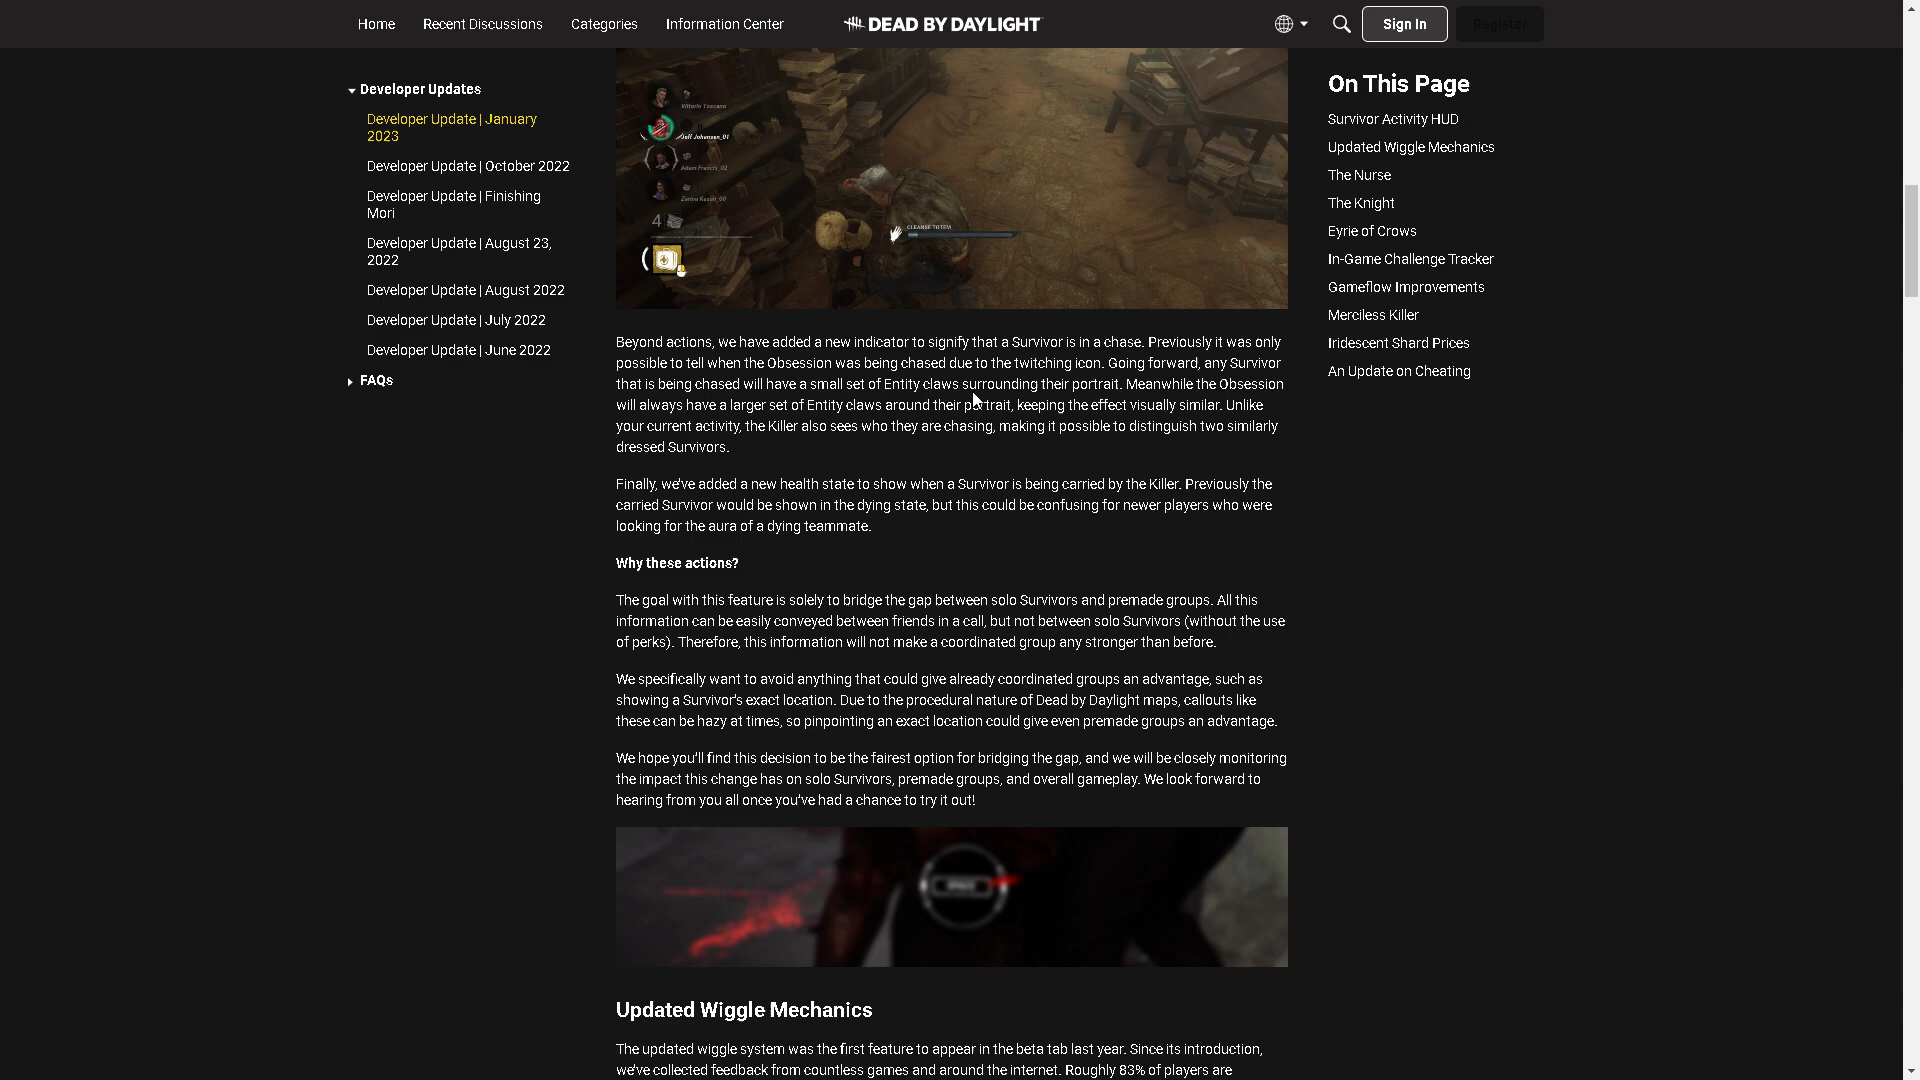 Home
Recent Discussions
Categories
Information Center
DEAD BY DAYLIGHT
Sign In
Register
Developer Updates
Developer Update | January
2023
Developer Update | October 2022
Developer Update | Finishing
Mori
Developer Update | August 23,
2022
Developer Update | August 2022
Developer Update | July 2022
Developer Update | June 2022
FAQs
Vittorio Toscano
Jeff Johansen_01
Adam Francis_02
Zarina Kassir_00
4
CLEANSE TOTEM
Beyond actions, we have added a new indicator to signify that a Survivor is in a chase. Previously it was only
possible to tell when the Obsession was being chased due to the twitching icon. Going forward, any Survivor
that is being chased will have a small set of Entity claws surrounding their portrait. Meanwhile the Obsession
will always have a larger set of Entity claws around their portrait, keeping the effect visually similar. Unlike
your current activity, the Killer also sees who they are chasing, making it possible to distinguish two similarly
dressed Survivors.
Finally, we've added a new health state to show when a Survivor is being carried by the Killer. Previously the
carried Survivor would be shown in the dying state, but this could be confusing for newer players who were
looking for the aura of a dying teammate.
Why these actions?
The goal with this feature is solely to bridge the gap between solo Survivors and premade groups. All this
information can be easily conveyed between friends in a call, but not between solo Survivors (without the use
of perks). Therefore, this information will not make a coordinated group any stronger than before.
We specifically want to avoid anything that could give already coordinated groups an advantage, such as
showing a Survivor's exact location. Due to the procedural nature of Dead by Daylight maps, callouts like
these can be hazy at times, so pinpointing an exact location could give even premade groups an advantage.
We hope you'll find this decision to be the fairest option for bridging the gap, and we will be closely monitoring
the impact this change has on solo Survivors, premade groups, and overall gameplay. We look forward to
hearing from you all once you've had a chance to try it out!
Updated Wiggle Mechanics
The updated wiggle system was the first feature to appear in the beta tab last year. Since its introduction,
we've collected feedback from countless games and around the internet. Roughly 83% of players are
On This Page
Survivor Activity HUD
Updated Wiggle Mechanics
The Nurse
The Knight
Eyrie of Crows
In-Game Challenge Tracker
Gameflow Improvements
Merciless Killer
Iridescent Shard Prices
An Update on Cheating